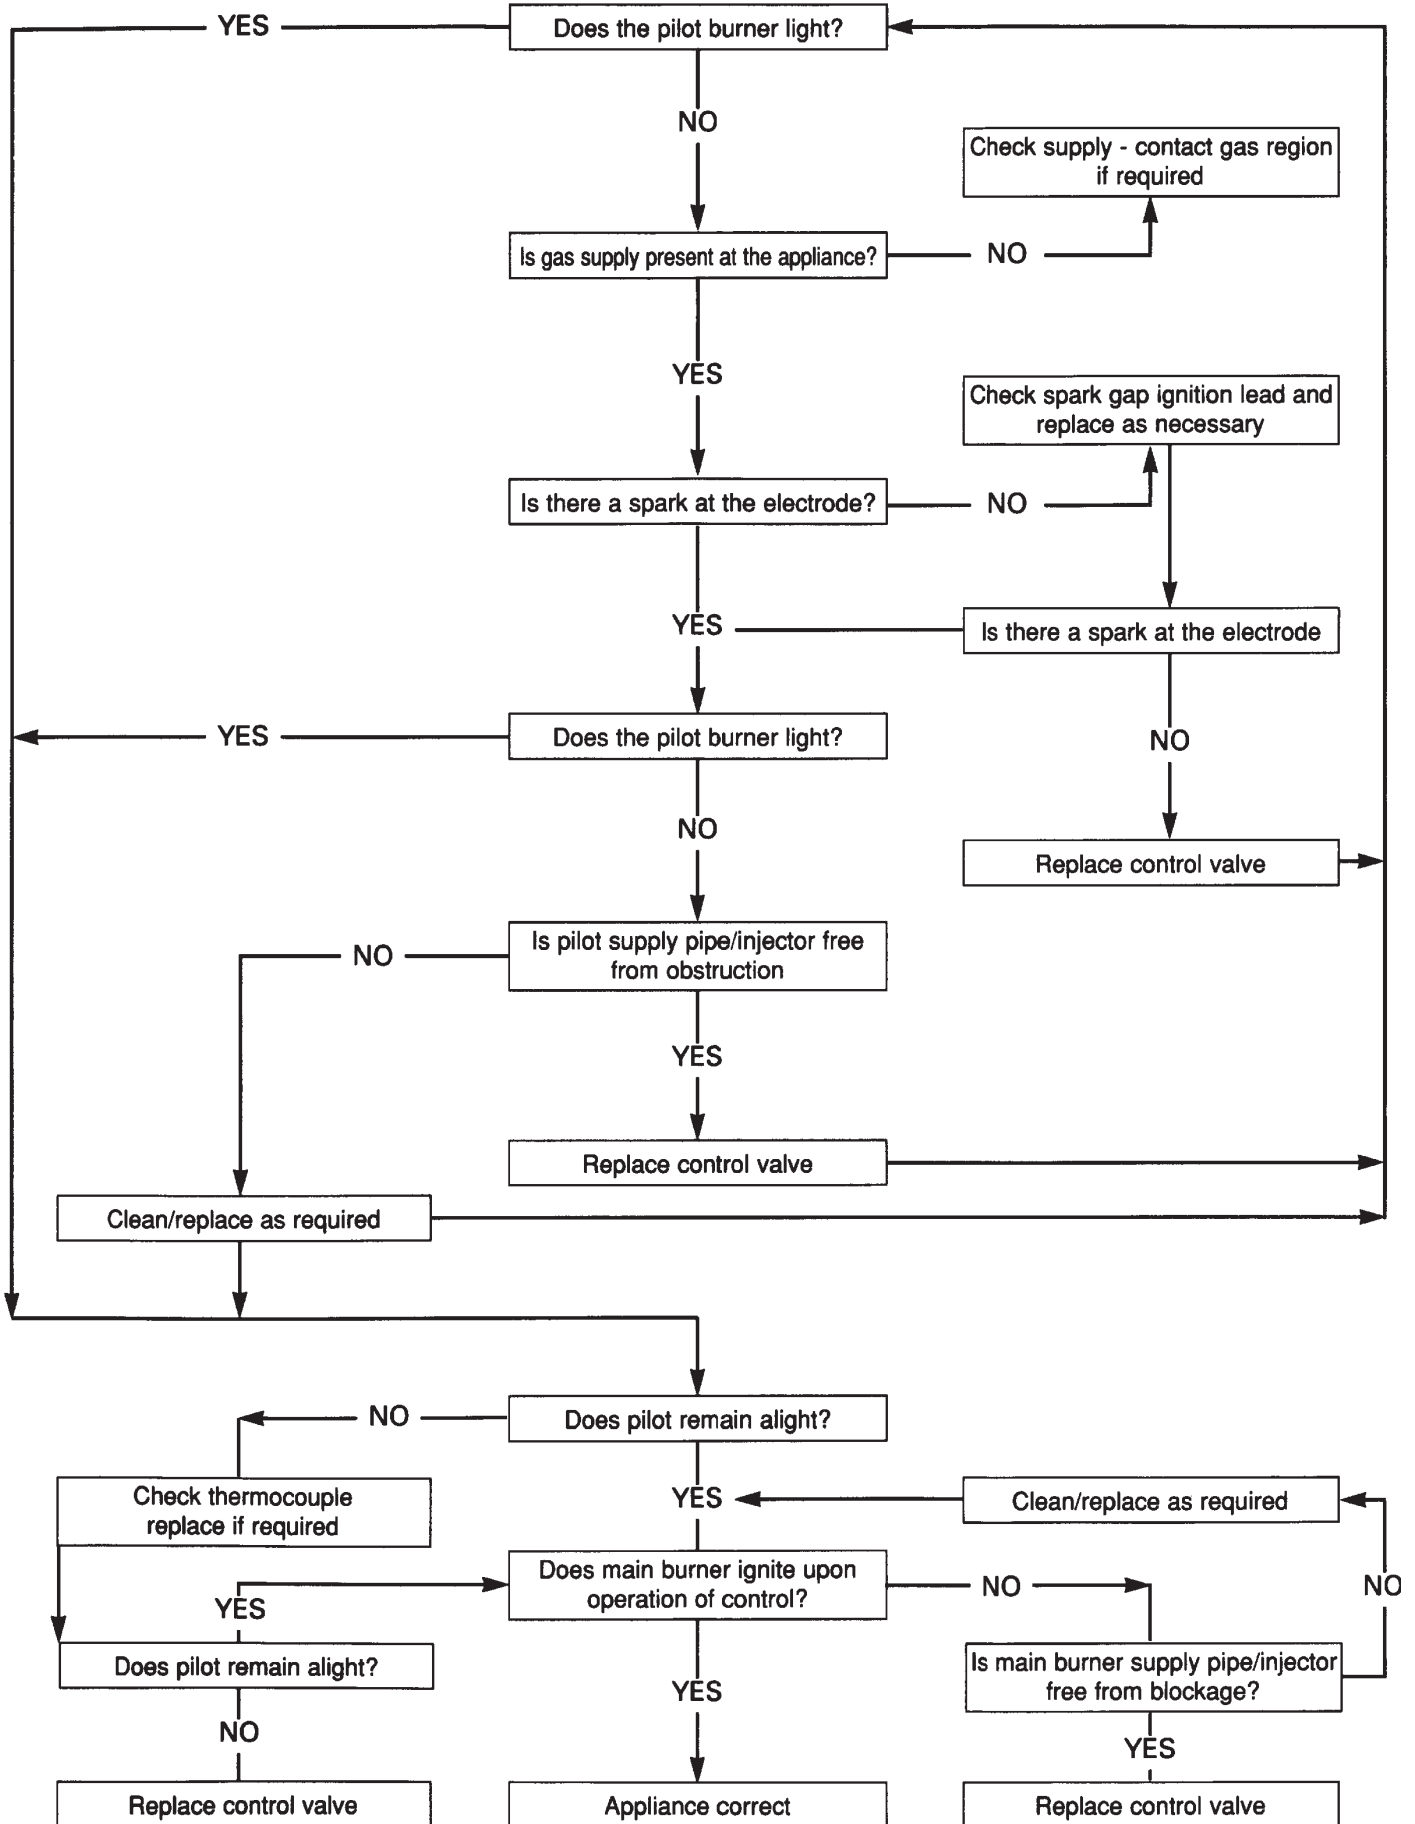 YES
Does the pilot burner light?
NO
Check supply - contact gas region
if required
Is gas supply present at the appliance?
NO
YES
Check spark gap ignition lead and
replace as necessary
Is there a spark at the electrode?
NO
YES
Is there a spark at the electrode
YES
Does the pilot burner light?
NO
NO
Replace control valve
NO
Is pilot supply pipe/injector free
from obstruction
YES
Replace control valve
Clean/replace as required
NO
Does pilot remain alight?
Check thermocouple
replace if required
YES
Clean/replace as required
Does main burner ignite upon
operation of control?
NO
NO
YES
Does pilot remain alight?
Is main burner supply pipe/injector
free from blockage?
YES
NO
YES
Replace control valve
Appliance correct
Replace control valve